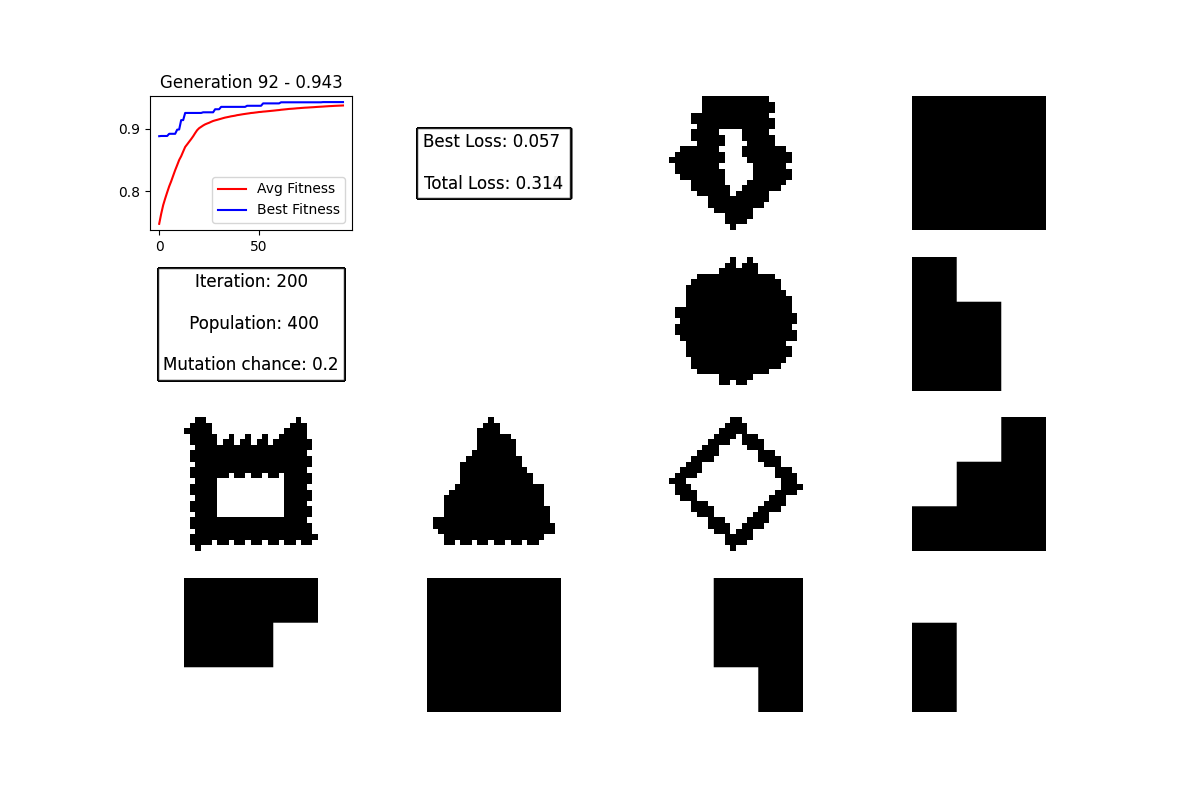 Generation 92 - 0.943
0.9
0.8
Avg Fitness
Best Fitness
0 50
Best Loss: 0.057
Total Loss: 0.314
Iteration: 200
Population: 400
Mutation chance: 0.2